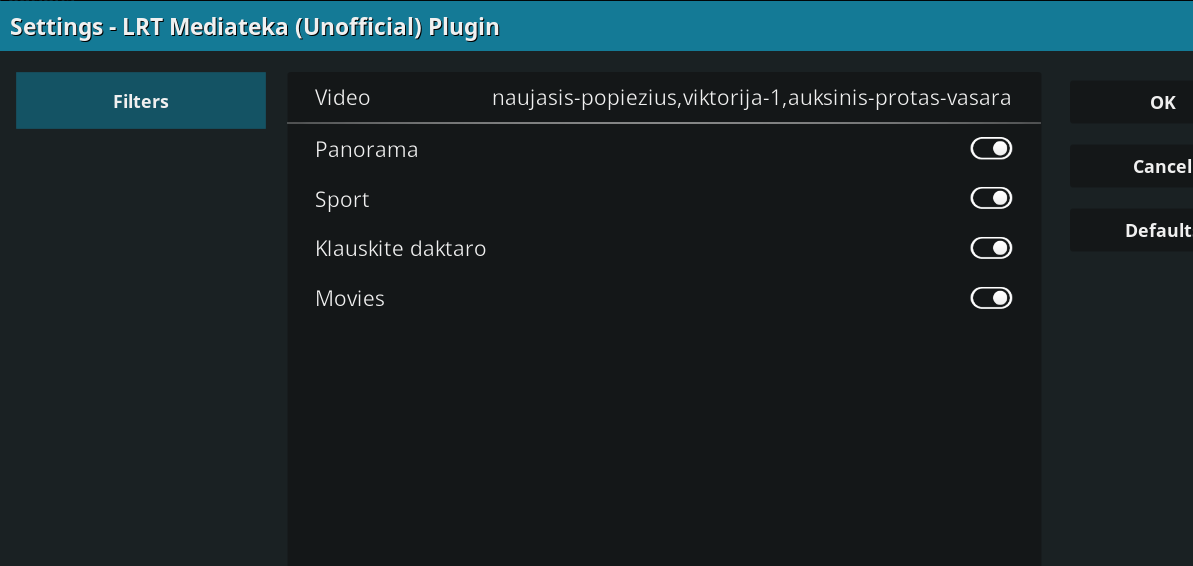 Settings - LRT Mediateka (Unofficial) Plugin
Filters
Video naujasis-popiezius,viktorija-1,auksinis-protas-vasara
Panorama
Sport
Klauskite daktaro
Movies
OK
Cancel
Default